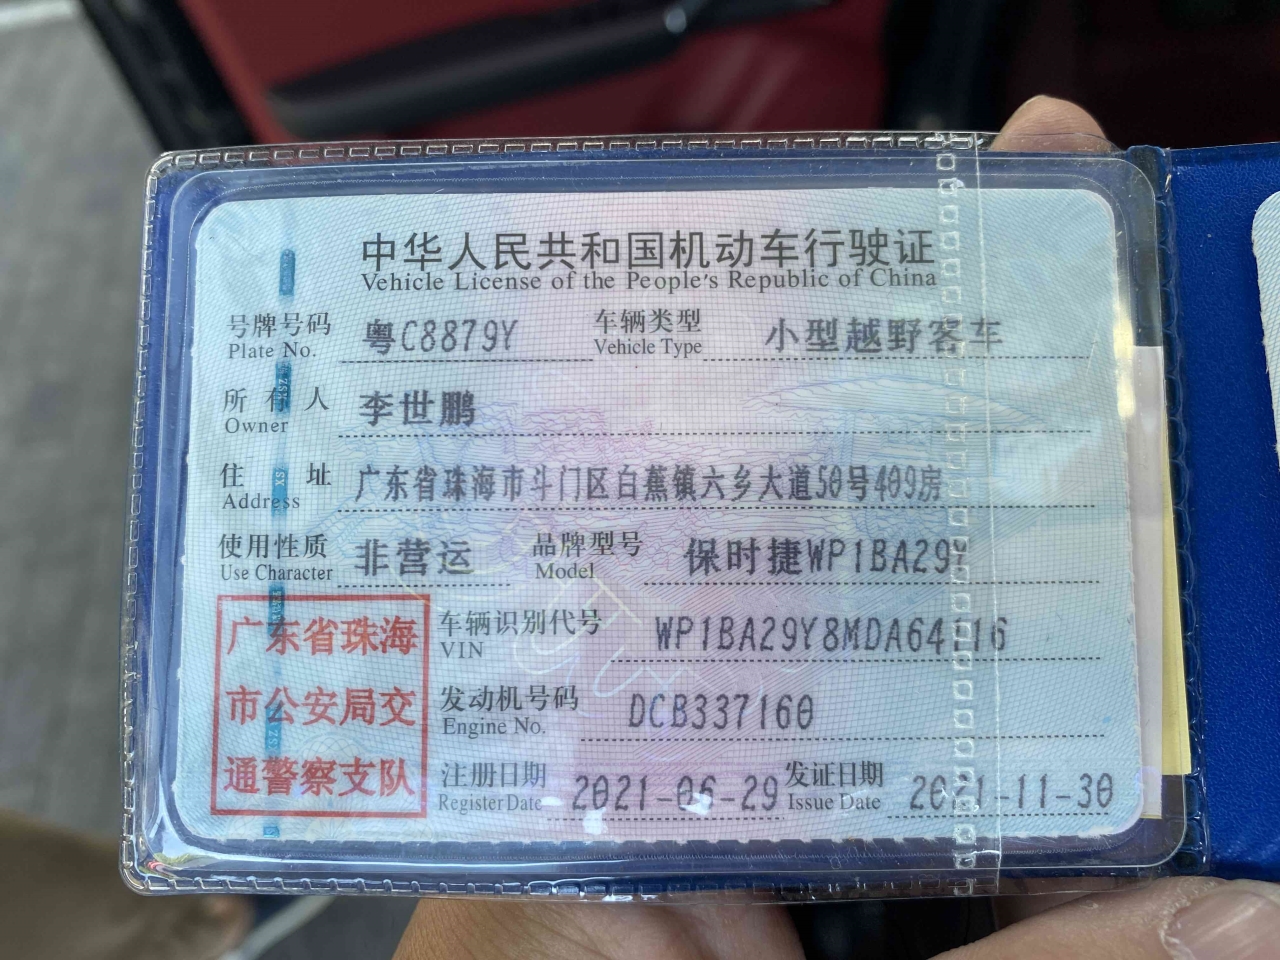 中华人民共和国机动车行驶证
Vehicle License of the People's Republic of China
号牌号码 粤C8879Y 车辆类型 小型越野客车
Plate No. Vehicle Type
所有人 李世鹏
Owner
住址 广东省珠海市斗门区白蕉镇六乡大道50号409房
Address
使用性质 非营运 品牌型号 保时捷WP1BA29Y
Use Character Model
广东省珠海
市公安局交
通警察支队
车辆识别代号 WP1BA29Y8MDA64116
VIN
发动机号码 DCB337160
Engine No.
注册日期 2021-06-29 发证日期 2021-11-30
Register Date Issue Date